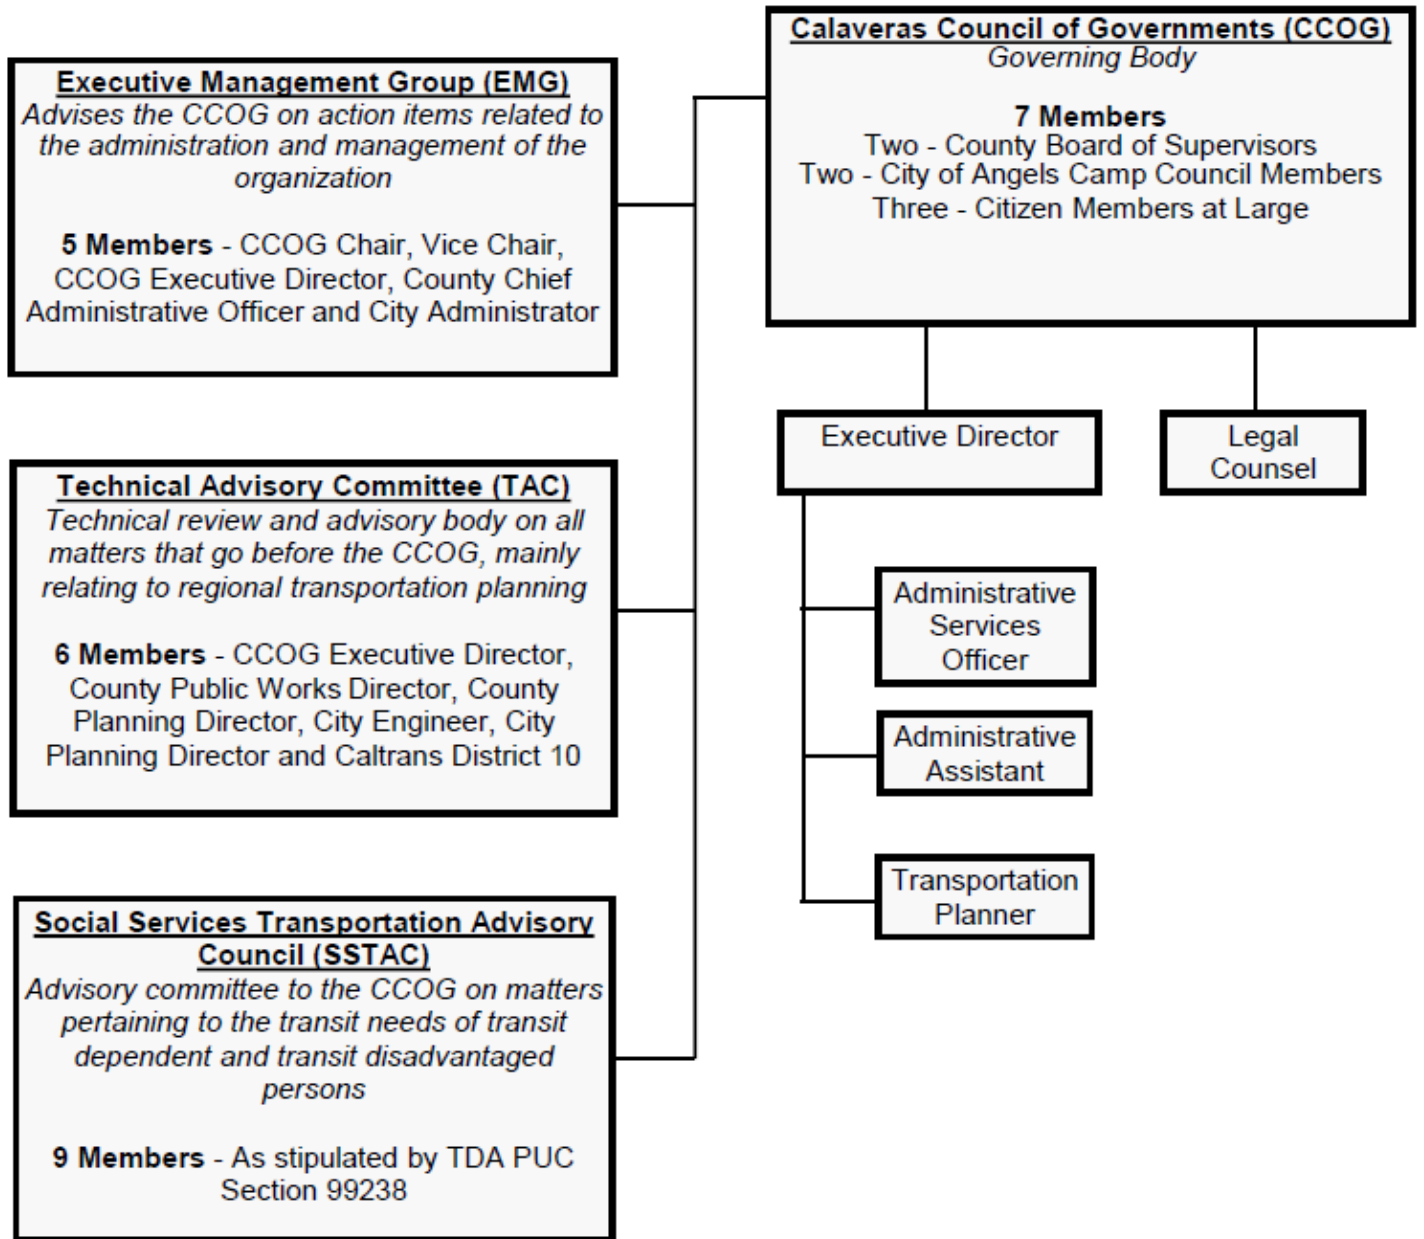 Calaveras Council of Governments (CCOG)
Governing Body
7 Members
Two - County Board of Supervisors
Two - City of Angels Camp Council Members
Three - Citizen Members at Large
Executive Management Group (EMG)
Advises the CCOG on action items related to
the administration and management of the
organization
5 Members - CCOG Chair, Vice Chair,
CCOG Executive Director, County Chief
Administrative Officer and City Administrator
Technical Advisory Committee (TAC)
Technical review and advisory body on all
matters that go before the CCOG, mainly
relating to regional transportation planning
6 Members - CCOG Executive Director,
County Public Works Director, County
Planning Director, City Engineer, City
Planning Director and Caltrans District 10
Social Services Transportation Advisory
Council (SSTAC)
Advisory committee to the CCOG on matters
pertaining to the transit needs of transit
dependent and transit disadvantaged
persons
9 Members - As stipulated by TDA PUC
Section 99238
Executive Director
Legal
Counsel
Administrative
Services
Officer
Administrative
Assistant
Transportation
Planner